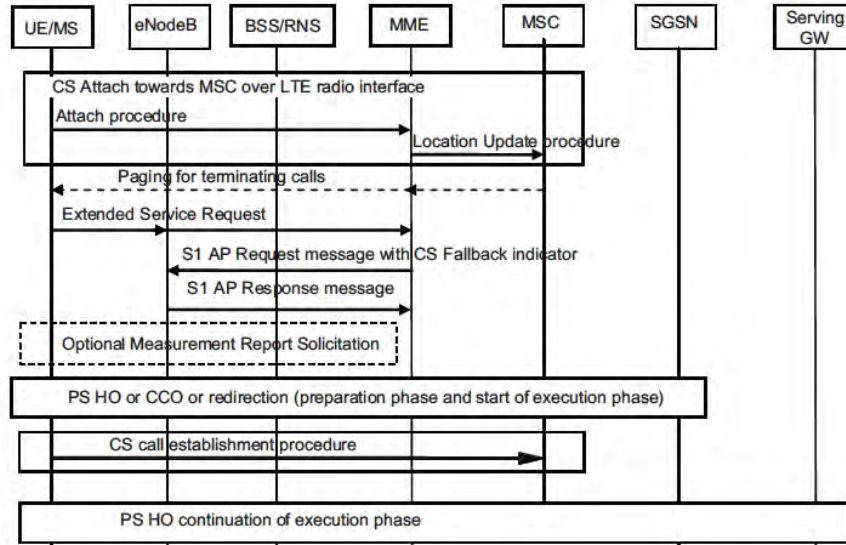 UE/MS
eNodeB
BSS/RNS
MME
MSC
SGSN
Serving
GW
CS Attach towards MSC over LTE radio interface
Attach procedure
Location Update procedure
Paging for terminating calls
Extended Service Request
S1 AP Request message with CS Fallback indicator
S1 AP Response message
Optional Measurement Report Solicitation
PS HO or CCO or redirection (preparation phase and start of execution phase)
CS call establishment procedure
PS HO continuation of execution phase